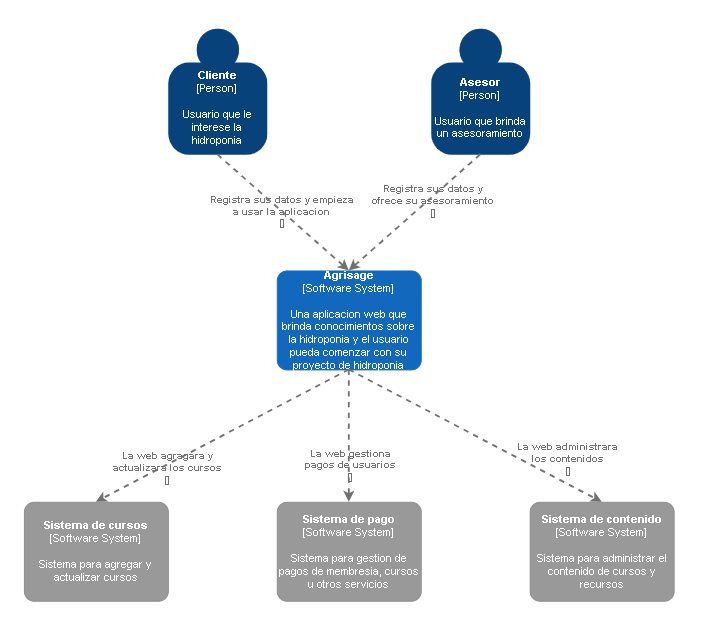 Cliente
[Person]
Usuario que le
interese la
hidroponia
Asesor
[Person]
Usuario que brinda
un asesoramiento
Registra sus datos y empieza
a usar la aplicacion
[]
Registra sus datos y
ofrece su asesoramiento
[]
Agrisage
[Software System]
Una aplicacion web que
brinda conocimientos sobre
la hidroponia y el usuario
pueda comenzar con su
proyecto de hidroponia
La web agragara y
actualizara los cursos
[]
La web gestiona
pagos de usuarios
[]
La web administrara
los contenidos
[]
Sistema de cursos
[Software System]
Sistema para agregar y
actualizar cursos
Sistema de pago
[Software System]
Sistema para gestion de
pagos de membresia, cursos
u otros servicios
Sistema de contenido
[Software System]
Sistema para administrar el
contenido de cursos y
recursos